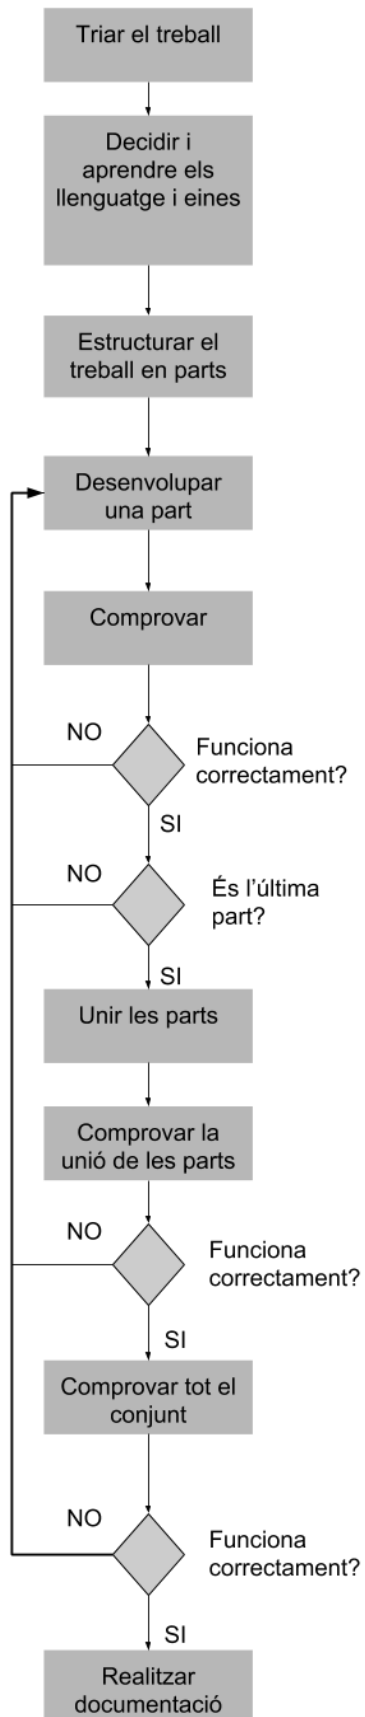 Triar el treball
Decidir i
aprendre els
llenguatge i eines
Estructurar el
treball en parts
Desenvolupar
una part
Comprovar
NO
Funciona
correctament?
SI
NO
És l'última
part?
SI
Unir les parts
Comprovar la
unió de les parts
NO
Funciona
correctament?
SI
Comprovar tot el
conjunt
NO
Funciona
correctament?
SI
Realitzar
documentació